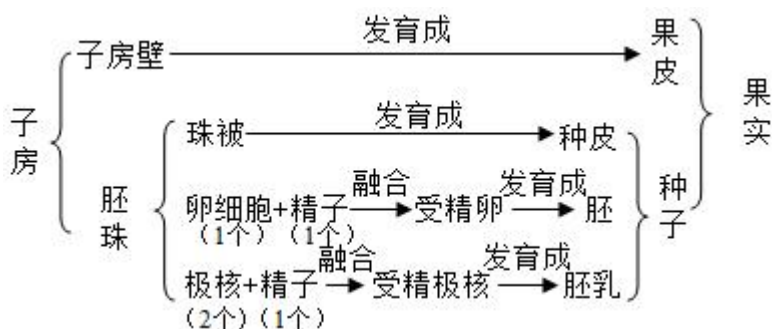 子房
子房壁 发育成 果皮
果实
胚珠
珠被 发育成 种皮
种子
卵细胞+精子 融合 受精卵 发育成 胚
(1个) (1个)
极核+精子 融合 受精极核 发育成 胚乳
(2个) (1个)